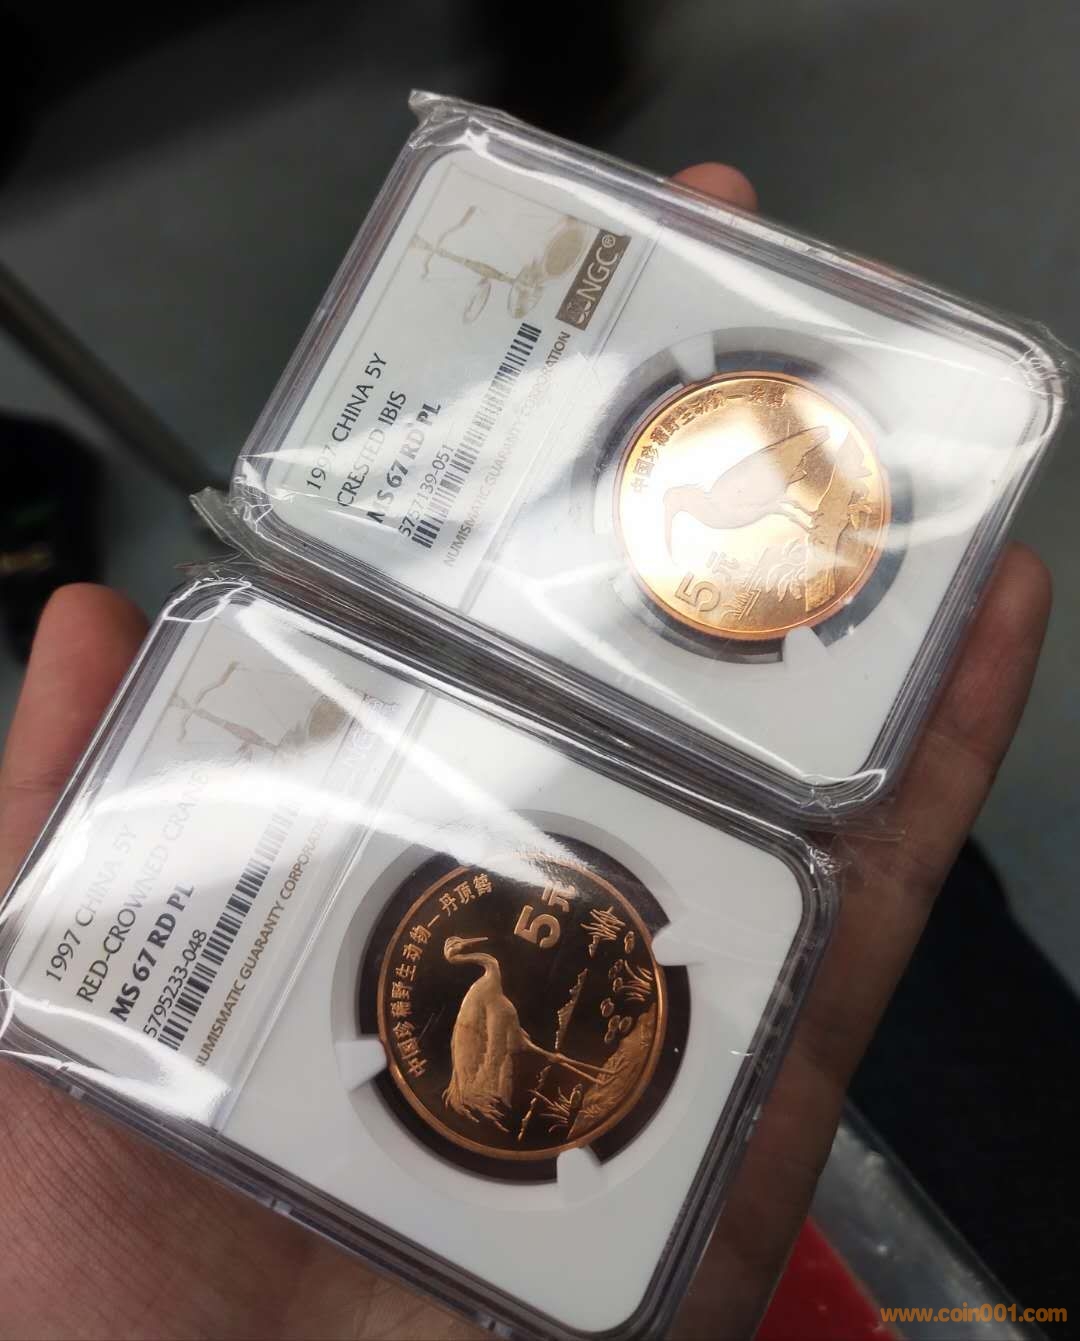 NGC®
1997 CHINA 5Y
CRESTED IBIS
MS 67 RD PL
5757139-051
NUMISMATIC GUARANTY CORPORATION
中国珍稀野生动物—朱鹮
5元
1997 CHINA 5Y
RED-CROWNED CRANE
MS 67 RD PL
5795233-048
NUMISMATIC GUARANTY CORPORATION
中国珍稀野生动物—丹顶鹤
5元
www.coin001.com